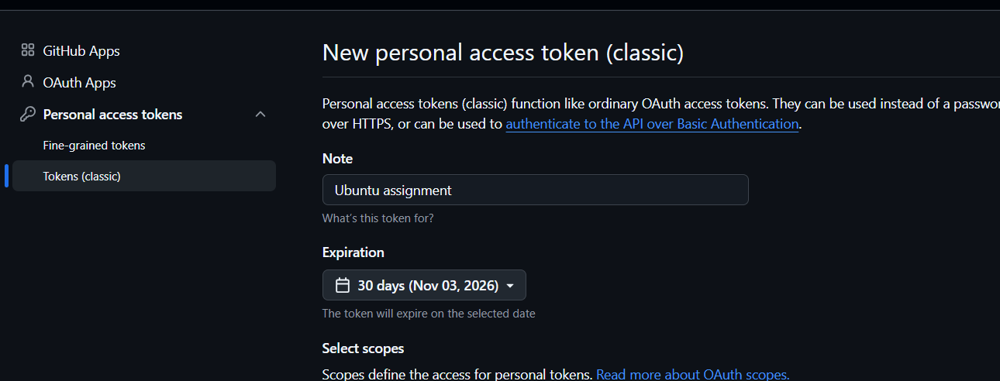 GitHub Apps
OAuth Apps
Personal access tokens
Fine-grained tokens
Tokens (classic)
New personal access token (classic)
Personal access tokens (classic) function like ordinary OAuth access tokens. They can be used instead of a
over HTTPS, or can be used to authenticate to the API over Basic Authentication.
Note
Ubuntu assignment
What's this token for?
Expiration
30 days (Nov 03, 2026)
The token will expire on the selected date
Select scopes
Scopes define the access for personal tokens. Read more about OAuth scopes.